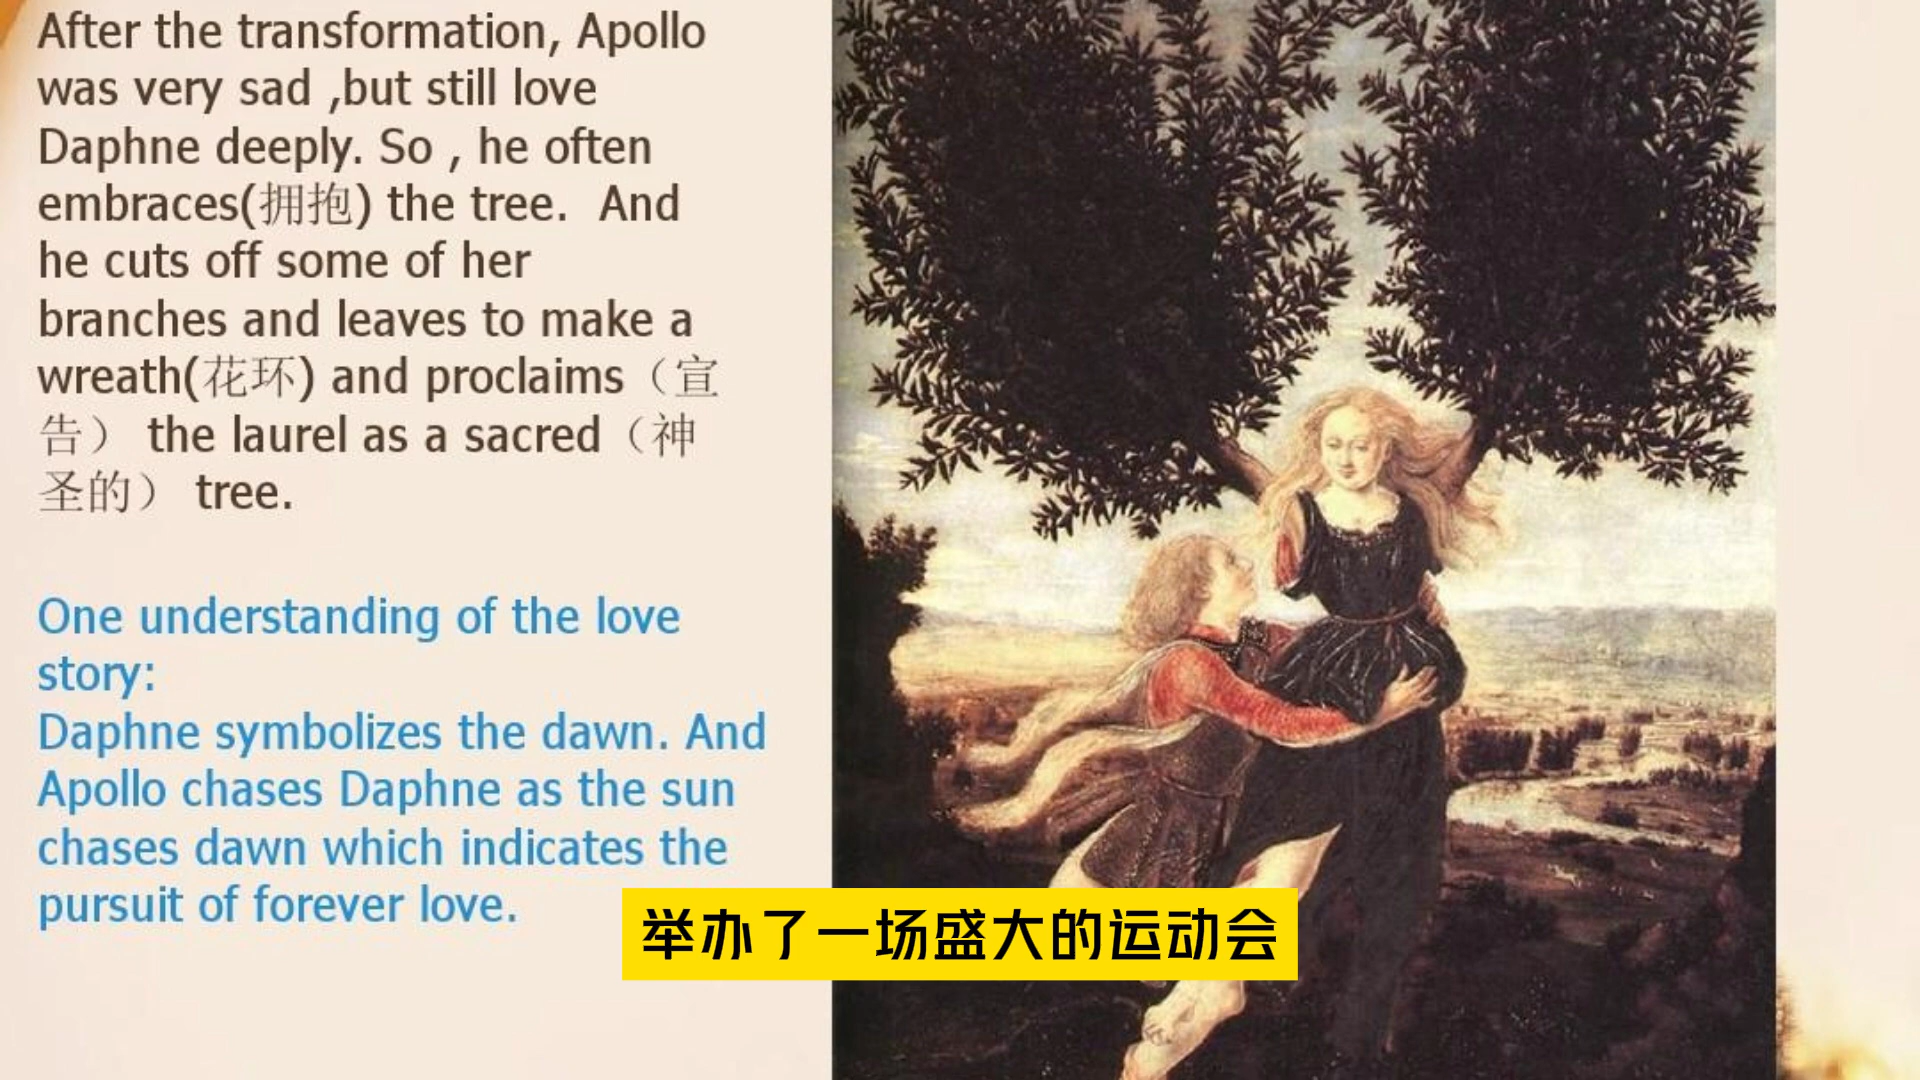 After the transformation, Apollo
was very sad ,but still love
Daphne deeply. So , he often
embraces(拥抱) the tree.  And
he cuts off some of her
branches and leaves to make a
wreath(花环) and proclaims（宣
告） the laurel as a sacred（神
圣的） tree.
One understanding of the love
story:
Daphne symbolizes the dawn. And
Apollo chases Daphne as the sun
chases dawn which indicates the
pursuit of forever love.
举办了一场盛大的运动会